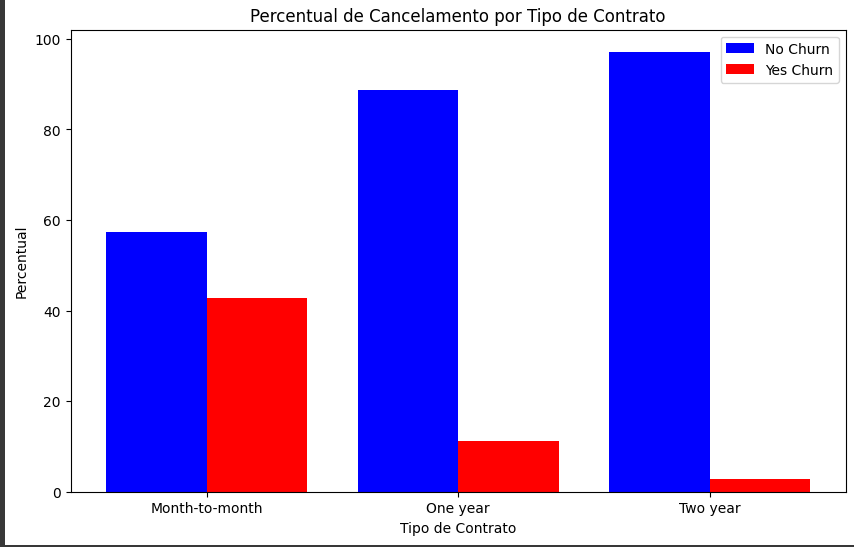 Percentual de Cancelamento por Tipo de Contrato
No Churn
Yes Churn
100
80
60
40
20
0
Percentual
Month-to-month
One year
Two year
Tipo de Contrato